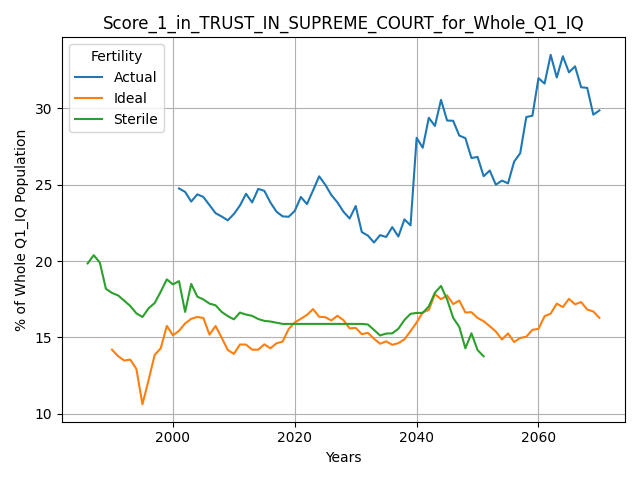 Score_1_in_TRUST_IN_SUPREME_COURT_for_Whole_Q1_IQ
Fertility
Actual
Ideal
Sterile
% of Whole Q1_IQ Population
30
25
20
15
10
2000
2020
2040
2060
Years